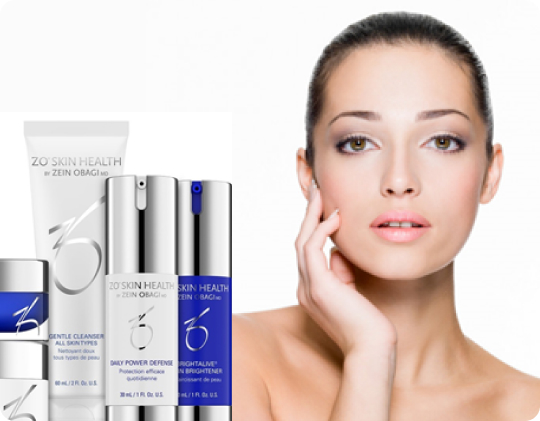 ZO® SKIN HEALTH
BY ZEIN OBAGI MD
GENTLE CLEANSER
ALL SKIN TYPES
Nettoyant doux
tous types de peau
60 mL / 2 Fl. Oz. U.S.
ZO® SKIN HEALTH
BY ZEIN OBAGI MD
DAILY POWER DEFENSE
Protection efficace
quotidienne
30 mL / 1 Fl. Oz. U.S.
SKIN HEALTH
ZEIN OBAGI MD
BRIGHTALIVE®
BRIGHTENER
de peau
1 Fl. Oz. U.S.